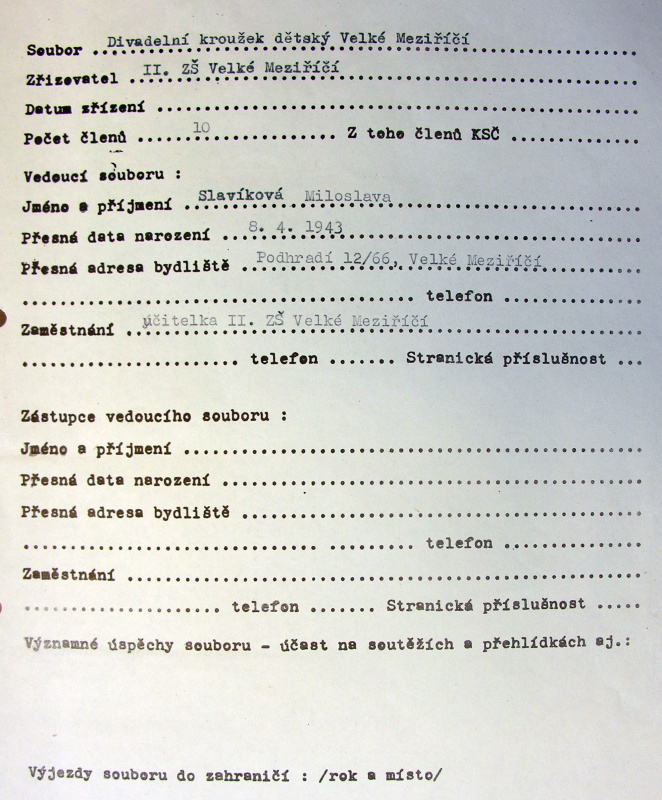 Soubor .. Divadelní kroužek dětský Velké Meziříčí
Zřizovatel .. II. ZŠ Velké Meziříčí
Datum zřízení
Počet členů ...... 10 ............. Z toho členů KSČ
Vedoucí souboru :
Jméno a příjmení .. Slavíková Miloslava
Přesná data narození ... 8. 4. 1943
Přesná adresa bydliště .. Podhradí 12/66, Velké Meziříčí
telefon
Zaměstnání .. účitelka II. ZŠ Velké Meziříčí
telefon ....... Stranická příslušnost ...
Zástupce vedoucího souboru :
Jméno a příjmení
Přesná data narození
Přesná adresa bydliště
telefon
Zaměstnání
telefon ....... Stranická příslušnost .....
Významné úspěchy souboru - účast na soutěžích a přehlídkách aj.:
Výjezdy souboru do zahraničí : /rok a místo/